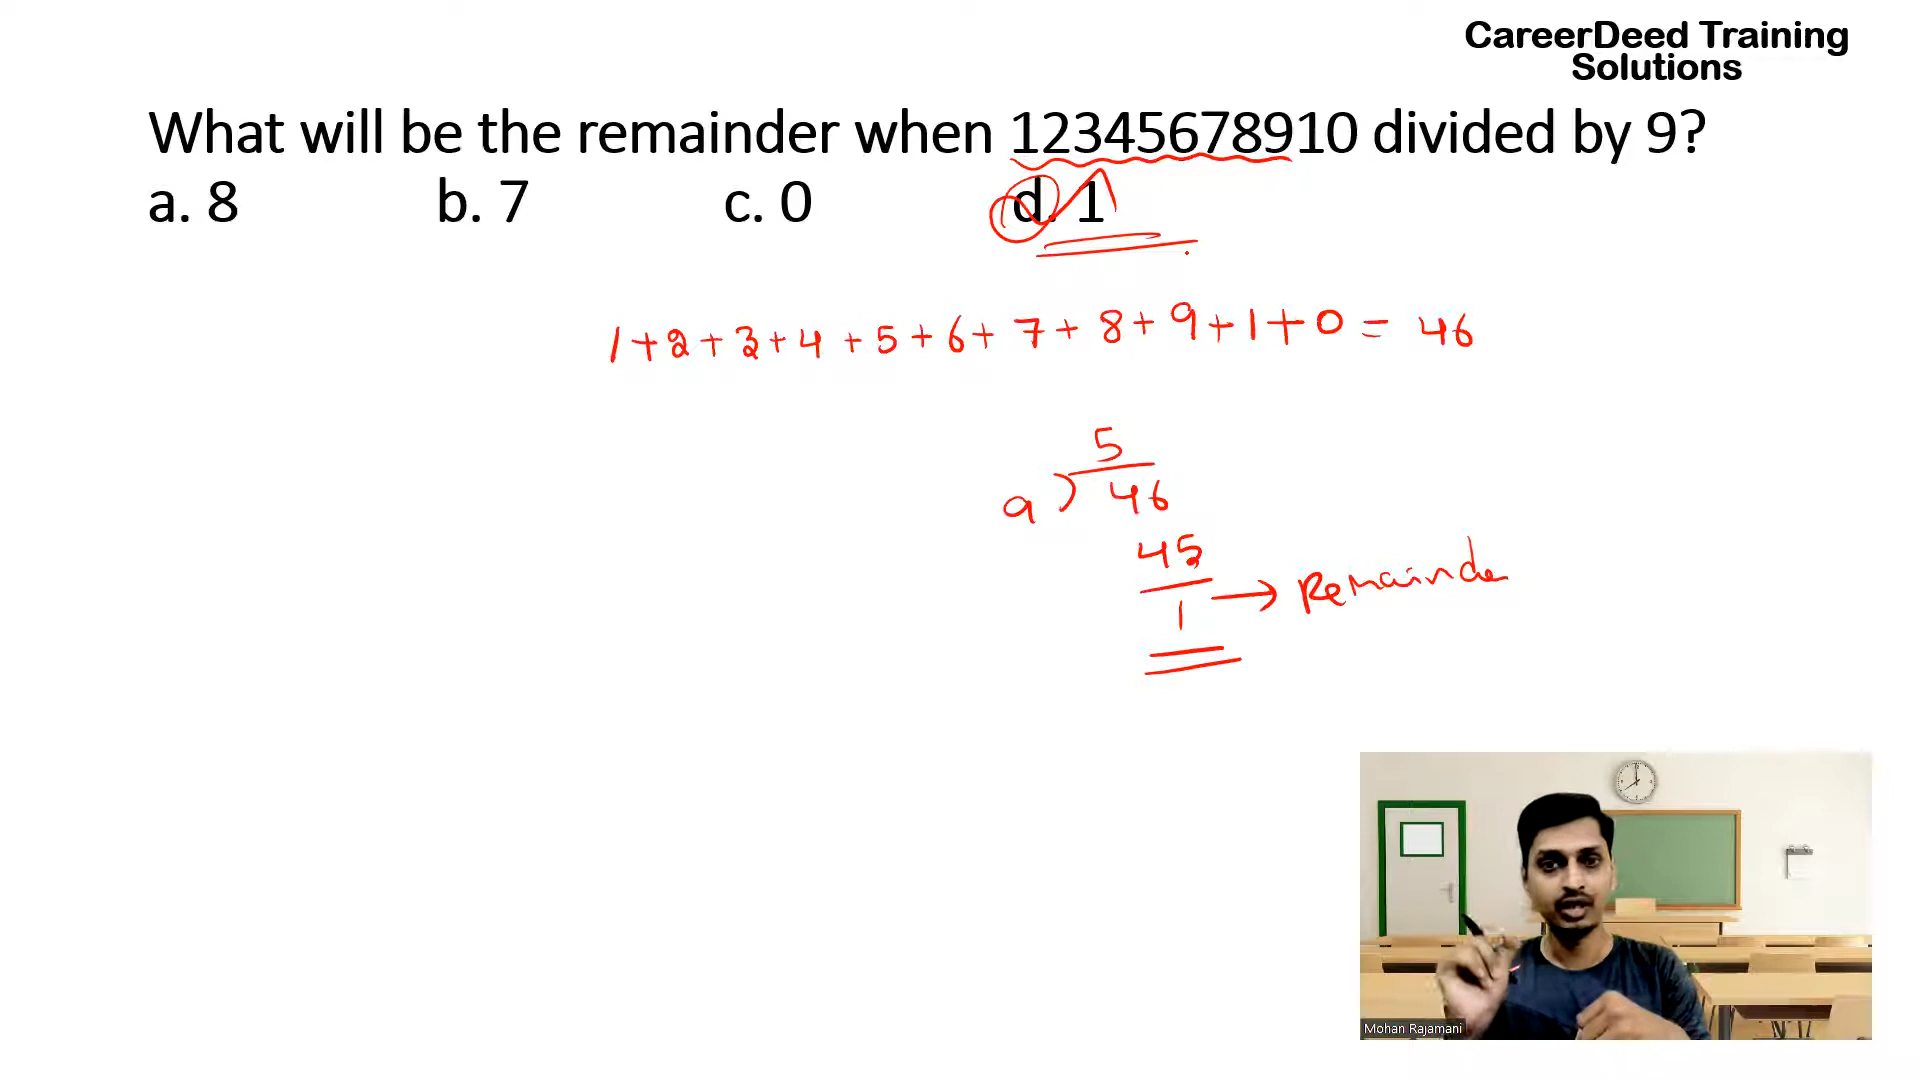 CareerDeed Training
Solutions
What will be the remainder when 12345678910 divided by 9?
a. 8 b. 7 c. 0 d. 1
1+2+3+4+5+6+7+8+9+1+0 = 46
5
9 ) 46
45
1 → Remainde
Mohan Rajamani